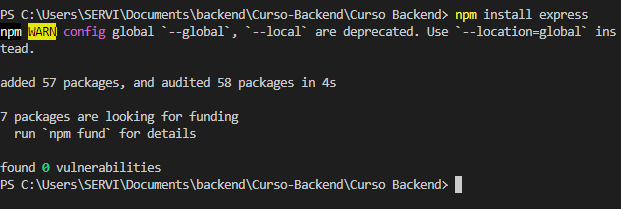 PS C:\Users\SERVI\Documents\backend\Curso-Backend\Curso Backend> npm install express
npm WARN config global `--global`, `--local` are deprecated. Use `--location=global` ins
tead.
added 57 packages, and audited 58 packages in 4s
7 packages are looking for funding
  run `npm fund` for details
found 0 vulnerabilities
PS C:\Users\SERVI\Documents\backend\Curso-Backend\Curso Backend>